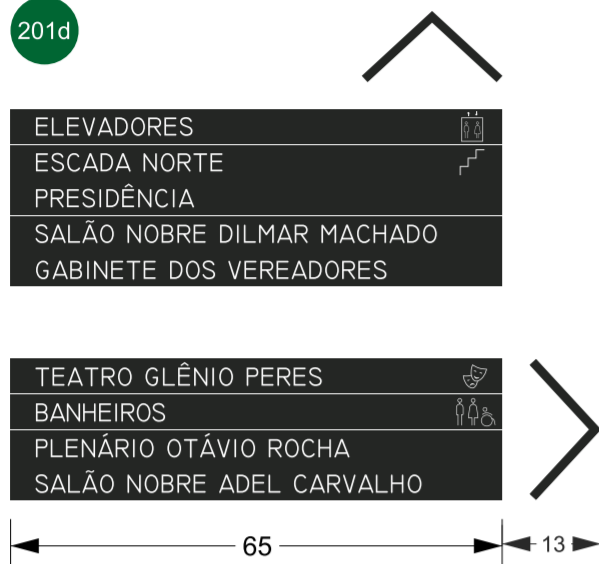 201d
ELEVADORES
ESCADA NORTE
PRESIDÊNCIA
SALÃO NOBRE DILMAR MACHADO
GABINETE DOS VEREADORES
TEATRO GLÊNIO PERES
BANHEIROS
PLENÁRIO OTÁVIO ROCHA
SALÃO NOBRE ADEL CARVALHO
65
13